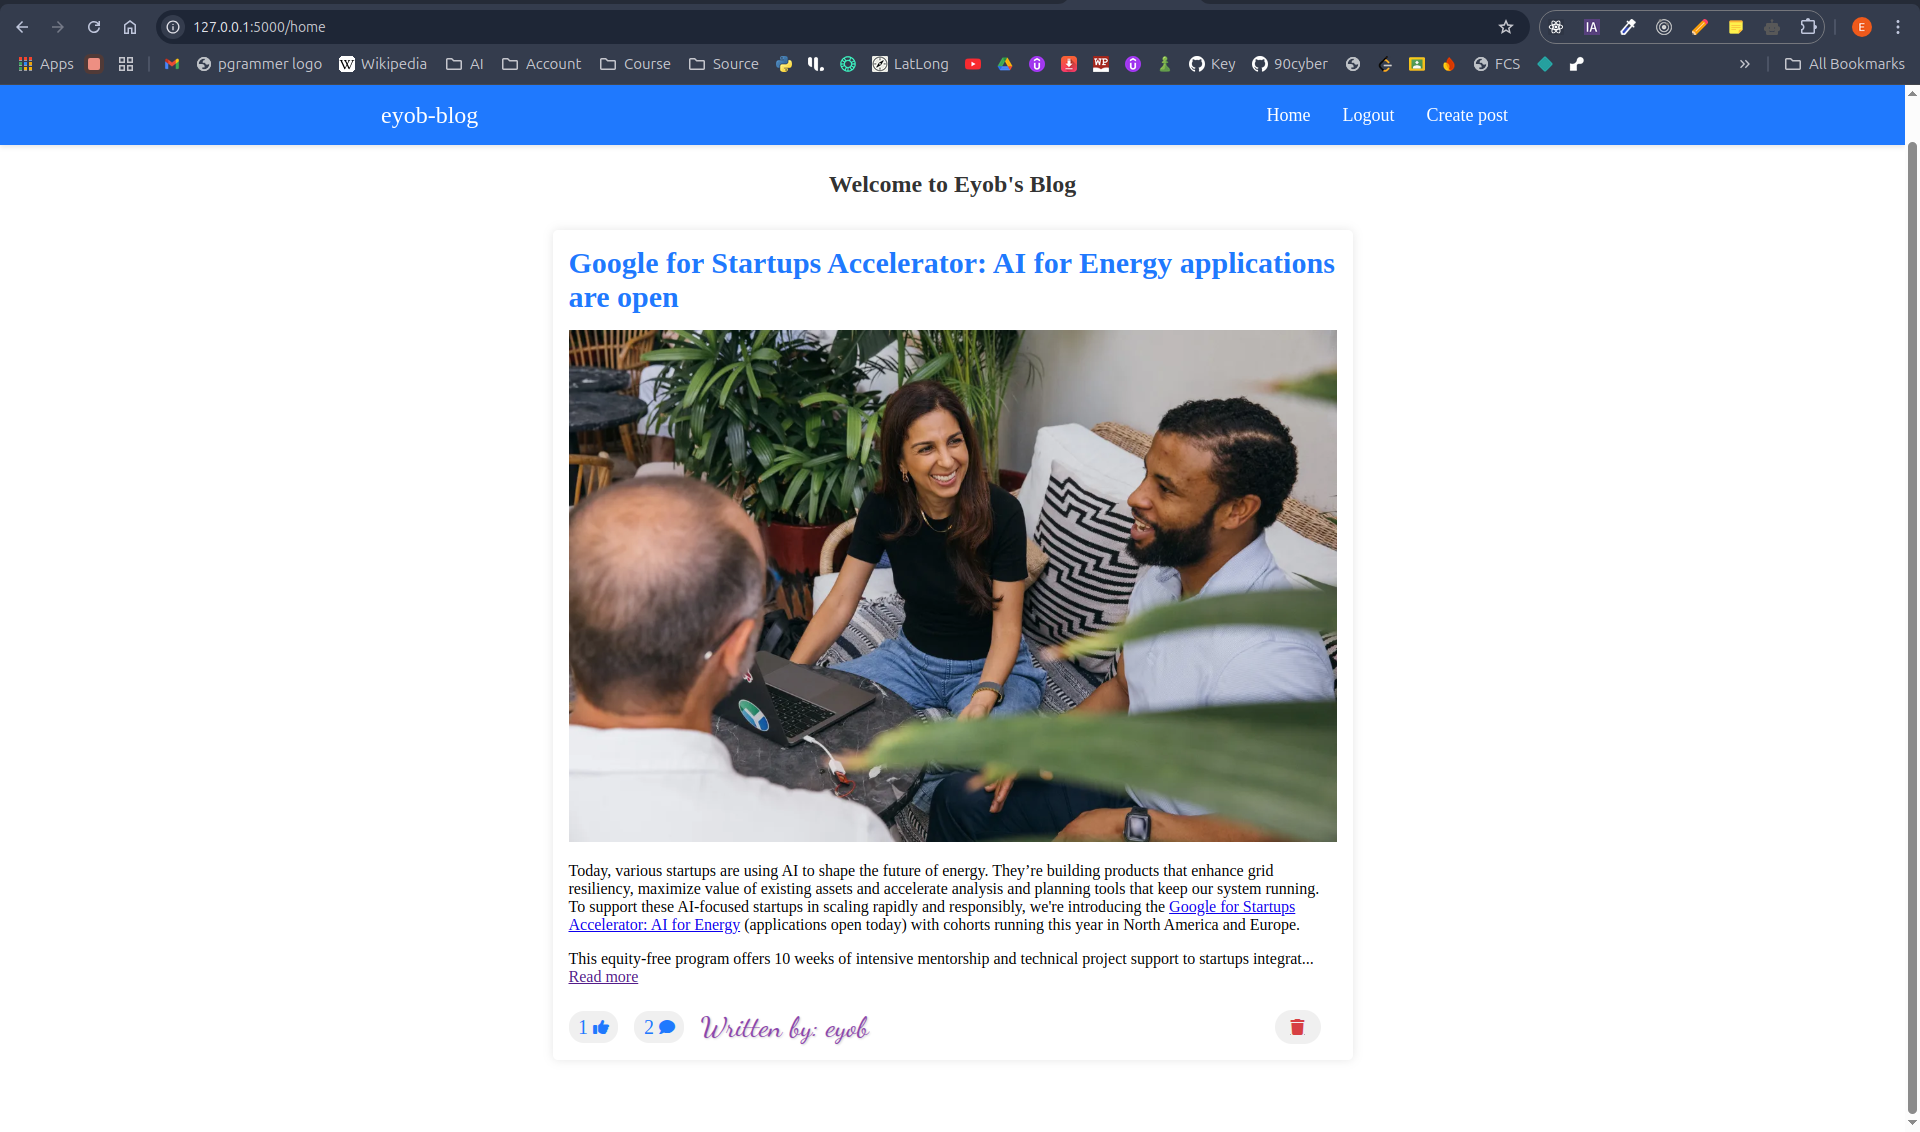 127.0.0.1:5000/home
IA
E
Apps
pgrammer logo
Wikipedia
AI
Account
Course
Source
LatLong
Key
90cyber
FCS
All Bookmarks
eyob-blog
Home
Logout
Create post
Welcome to Eyob's Blog
Google for Startups Accelerator: AI for Energy applications
are open
Today, various startups are using AI to shape the future of energy. They’re building products that enhance grid
resiliency, maximize value of existing assets and accelerate analysis and planning tools that keep our system running.
To support these AI-focused startups in scaling rapidly and responsibly, we're introducing the Google for Startups
Accelerator: AI for Energy (applications open today) with cohorts running this year in North America and Europe.
This equity-free program offers 10 weeks of intensive mentorship and technical project support to startups integrat...
Read more
1
2
Written by: eyob